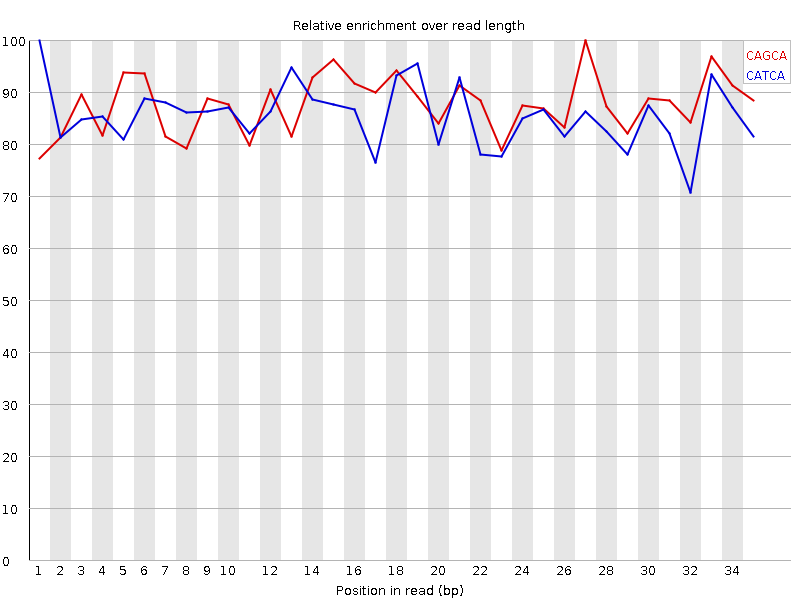 Relative enrichment over read length
100
90
80
70
60
50
40
30
20
10
0
CAGCA
CATCA
1 2 3 4 5 6 7 8 9 10 12 14 16 18 20 22 24 26 28 30 32 34
Position in read (bp)